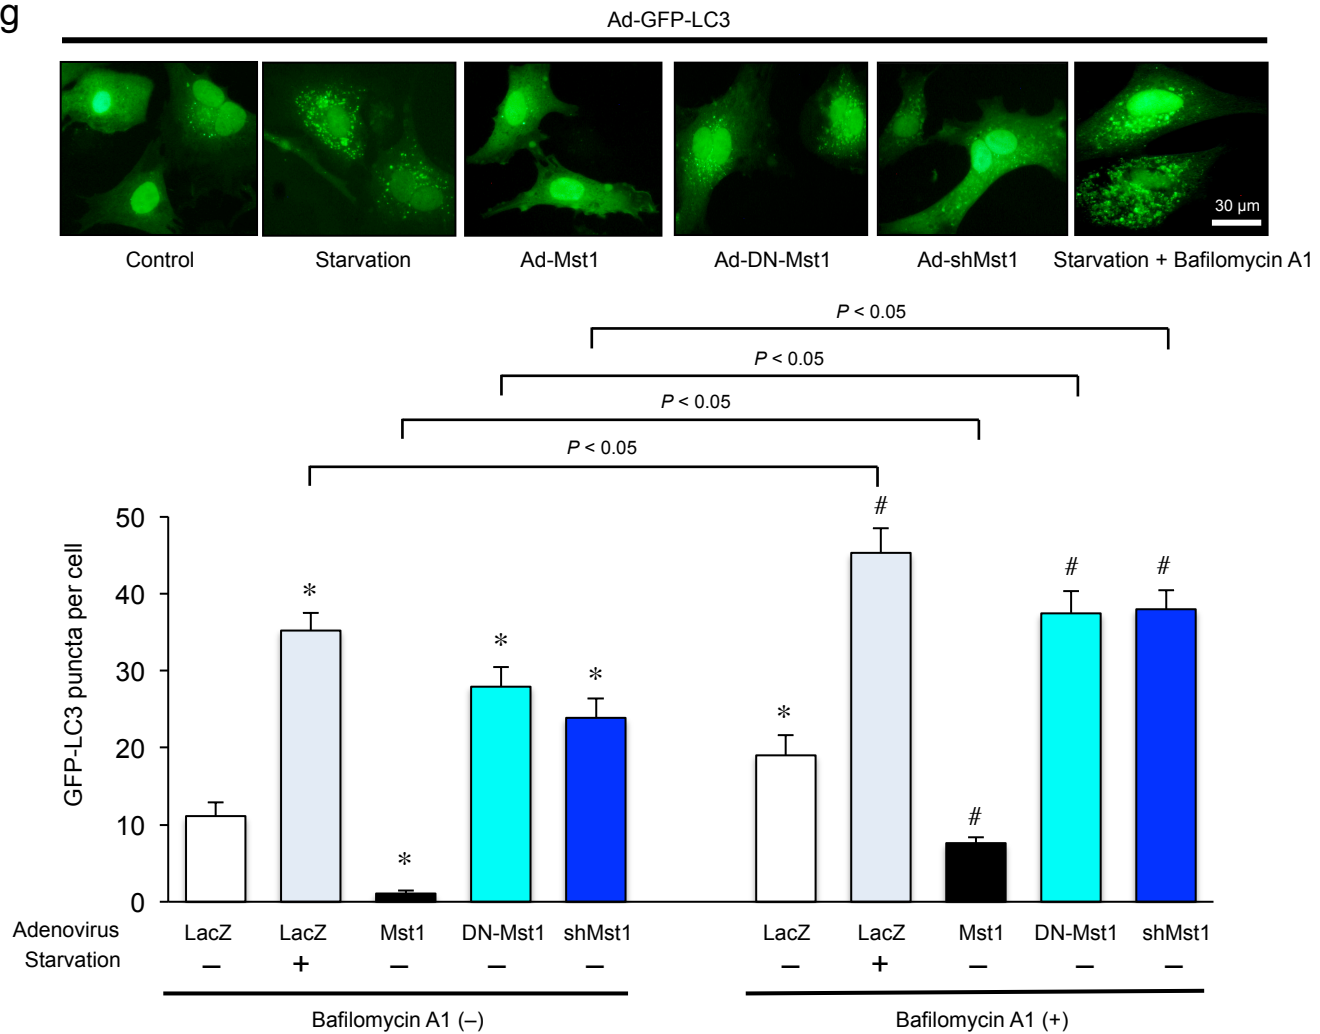 g
Ad-GFP-LC3
30 µm
Control Starvation Ad-Mst1 Ad-DN-Mst1 Ad-shMst1 Starvation + Bafilomycin A1
P < 0.05
P < 0.05
P < 0.05
P < 0.05
GFP-LC3 puncta per cell
50
40
30
20
10
0
* * * * * # # # #
Adenovirus LacZ LacZ Mst1 DN-Mst1 shMst1 LacZ LacZ Mst1 DN-Mst1 shMst1
Starvation – + – – – – + – – –
Bafilomycin A1 (–) Bafilomycin A1 (+)